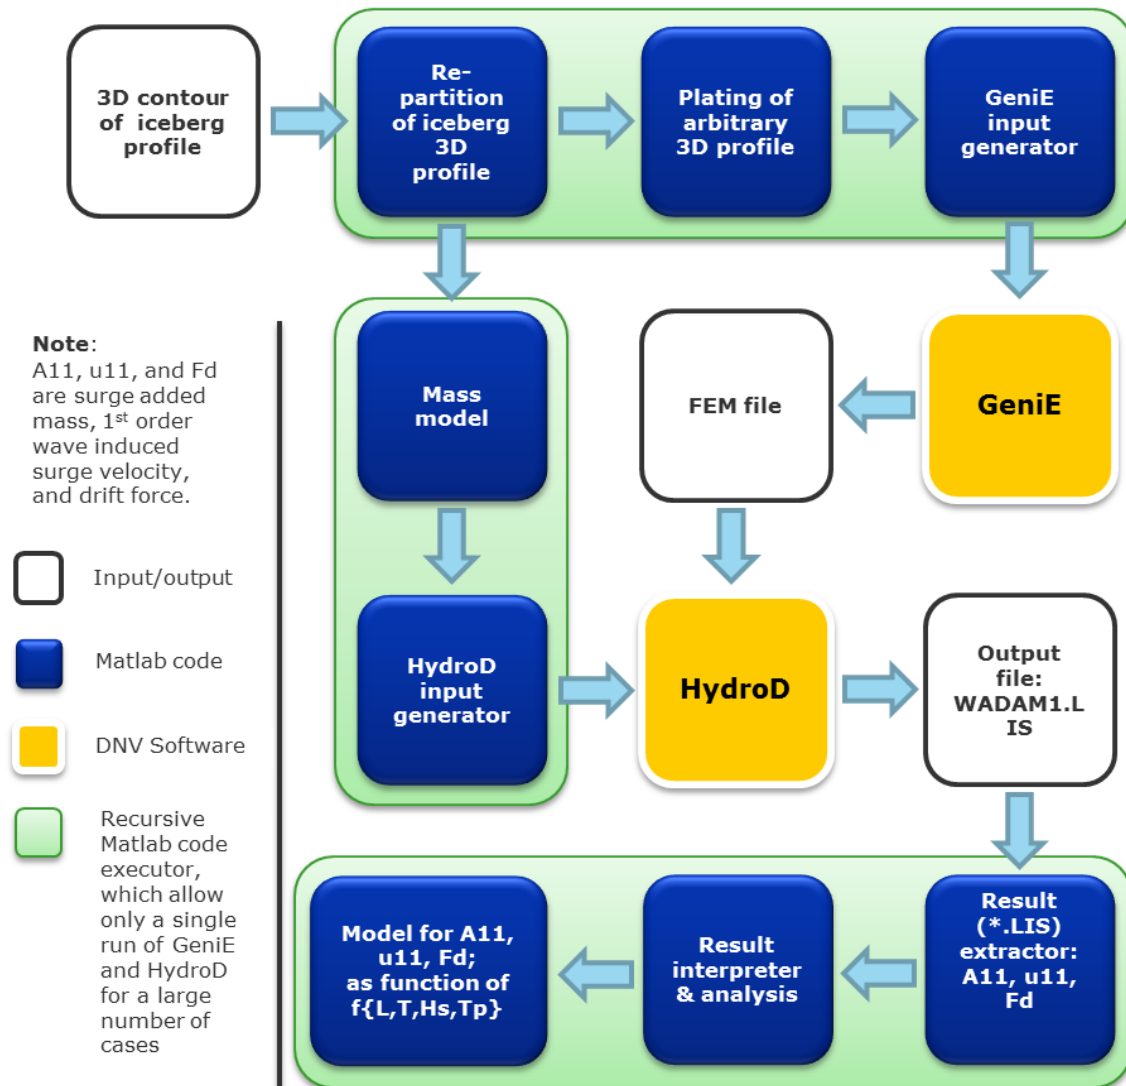 3D contour
of iceberg
profile
Re-
partition
of iceberg
3D
profile
Plating of
arbitrary
3D profile
GeniE
input
generator
Note:
A11, u11, and Fd
are surge added
mass, 1st order
wave induced
surge velocity,
and drift force.
Input/output
Matlab code
DNV Software
Recursive
Matlab code
executor,
which allow
only a single
run of GeniE
and HydroD
for a large
number of
cases
Mass
model
FEM file
GeniE
HydroD
input
generator
HydroD
Output
file:
WADAM1.L
IS
Model for A11,
u11, Fd;
as function of
f{L,T,Hs,Tp}
Result
interpreter
& analysis
Result
(*.LIS)
extractor:
A11, u11,
Fd